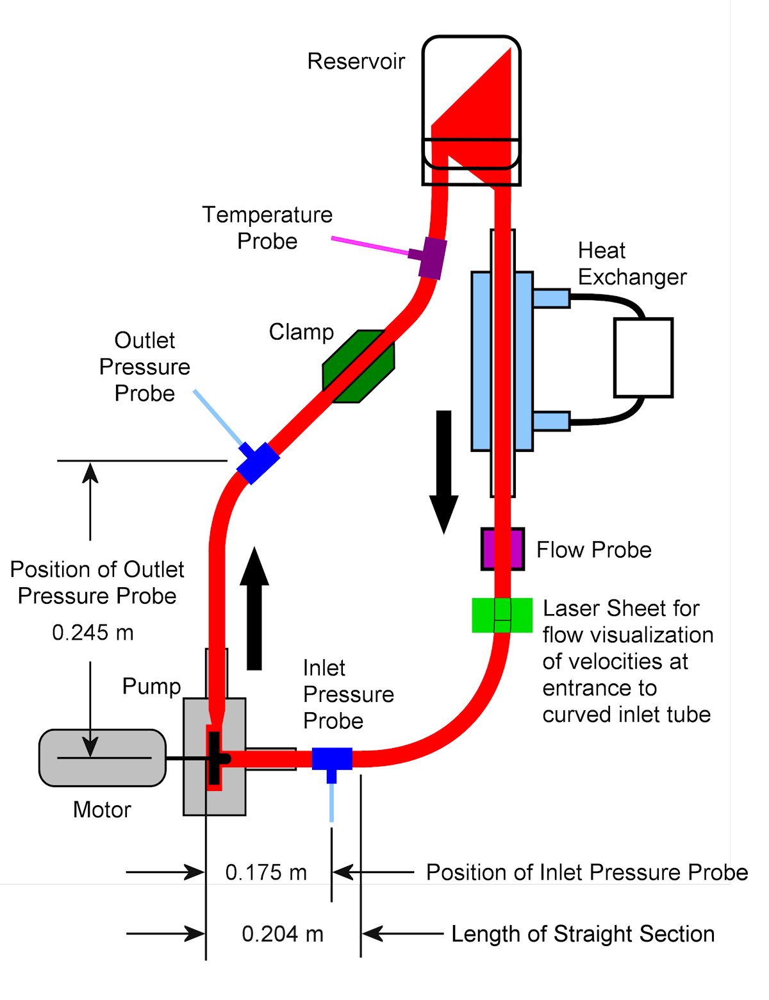 Reservoir
Temperature
Probe
Heat
Exchanger
Clamp
Outlet
Pressure
Probe
Flow Probe
Position of Outlet
Pressure Probe
0.245 m
Laser Sheet for
flow visualization
of velocities at
entrance to
curved inlet tube
Inlet
Pressure
Probe
Pump
Motor
0.175 m
Position of Inlet Pressure Probe
0.204 m
Length of Straight Section